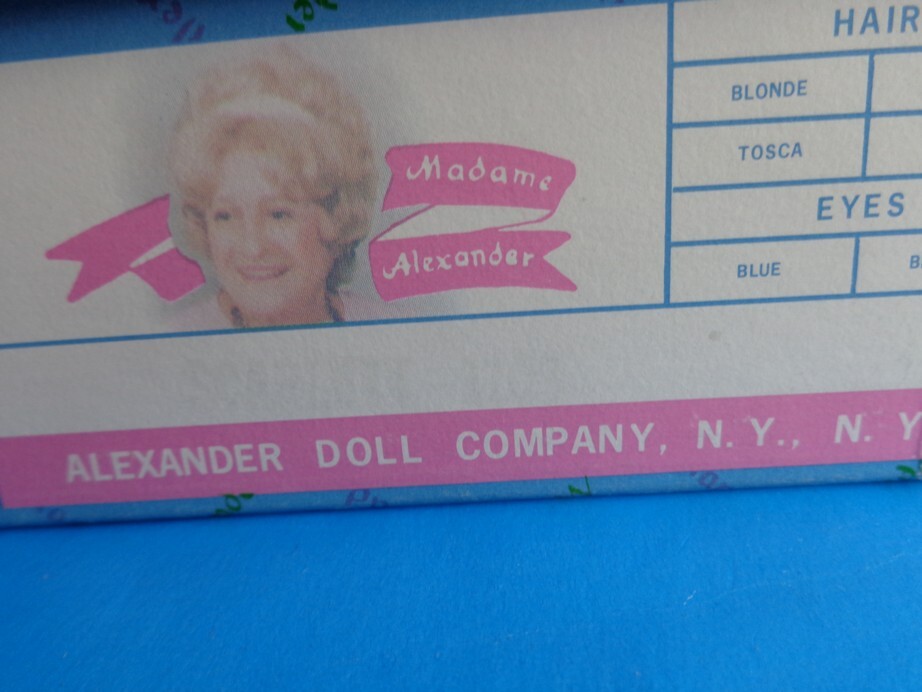 Madame
Alexander
HAIR
BLONDE
TOSCA
EYES
BLUE
B
ALEXANDER DOLL COMPANY, N. Y., N. Y